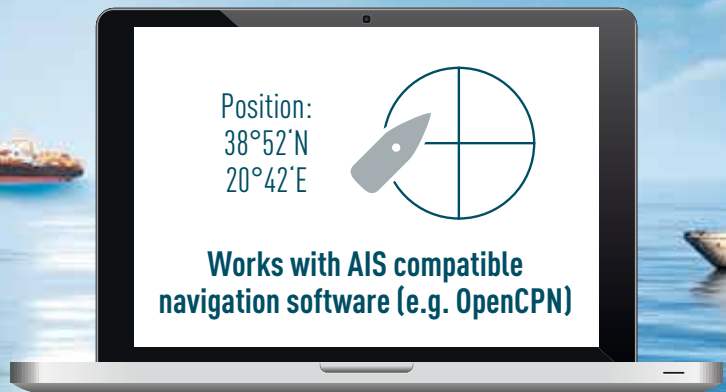 Position:
38°52‘N
20°42‘E
Works with AIS compatible
navigation software (e.g. OpenCPN)